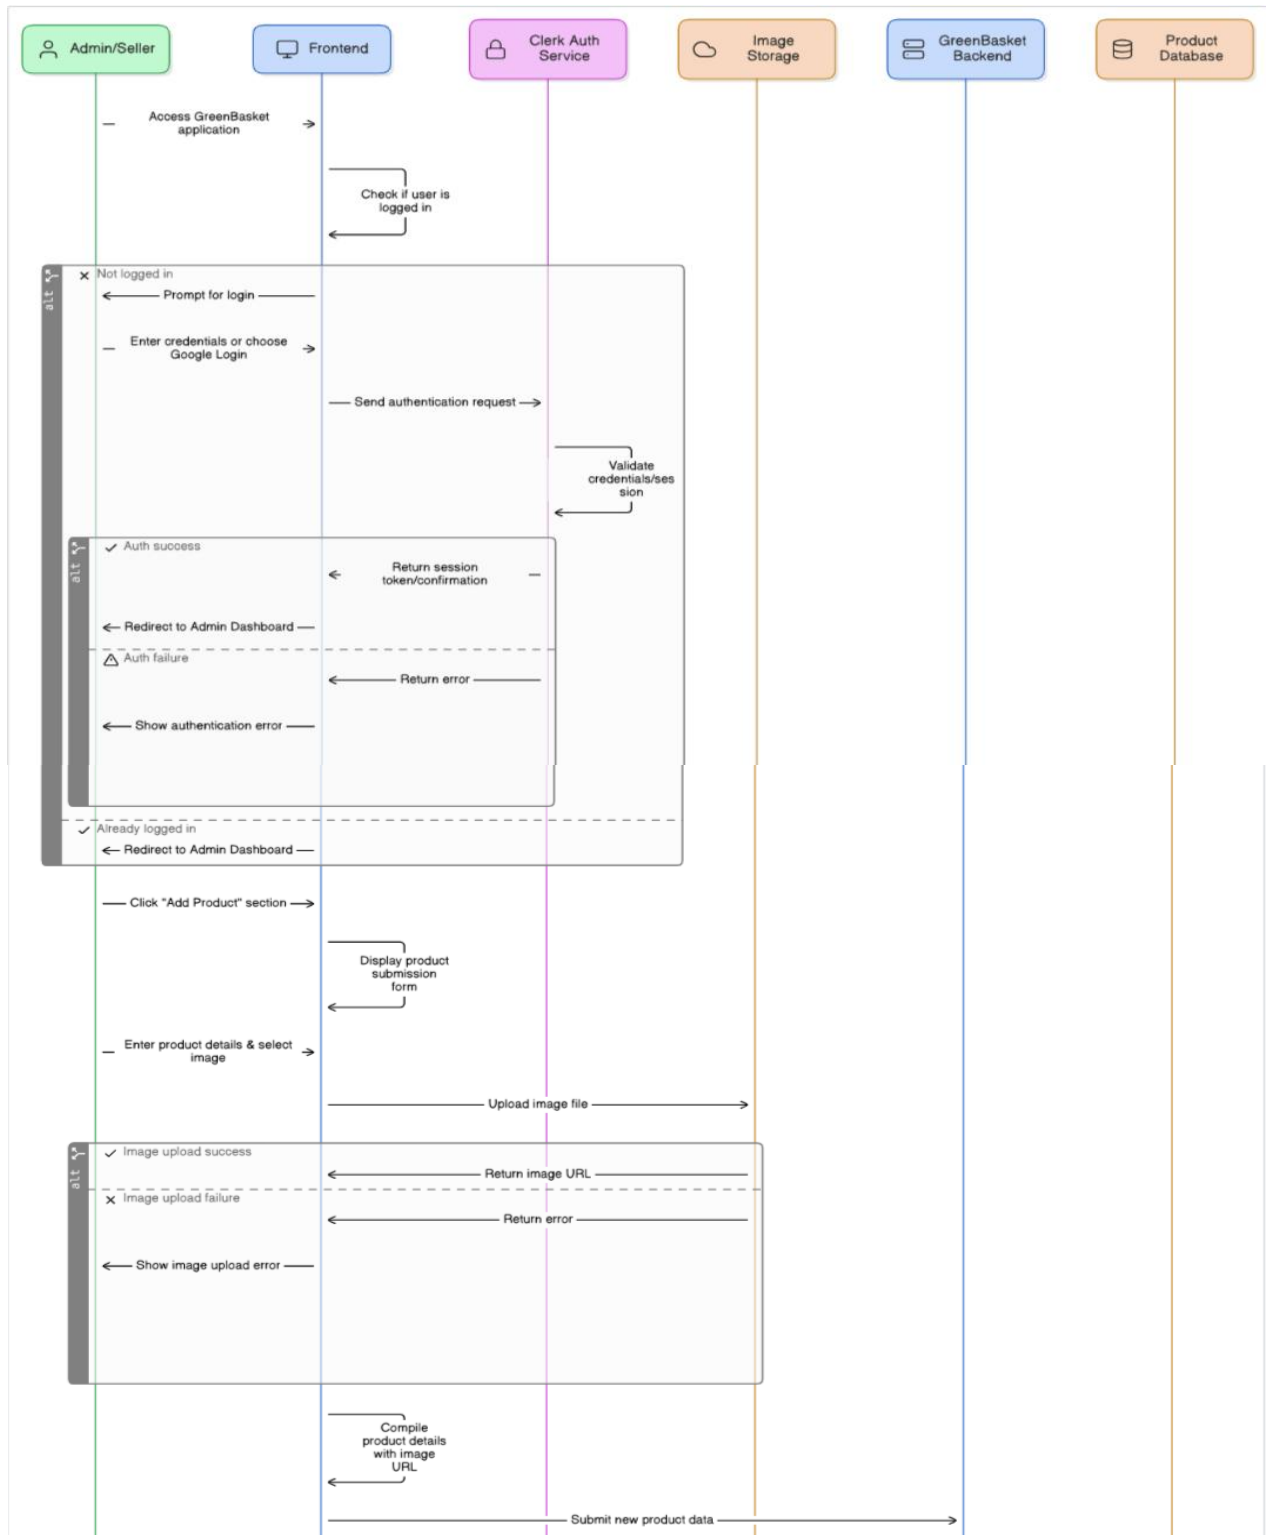 Admin/Seller
Frontend
Clerk Auth
Service
Image
Storage
GreenBasket
Backend
Product
Database
Access GreenBasket
application
Check if user is
logged in
alt
Not logged in
Prompt for login
Enter credentials or choose
Google Login
Send authentication request
Validate
credentials/ses
sion
alt
Auth success
Return session
token/confirmation
Redirect to Admin Dashboard
Auth failure
Return error
Show authentication error
Already logged in
Redirect to Admin Dashboard
Click "Add Product" section
Display product
submission
form
Enter product details & select
image
Upload image file
alt
Image upload success
Return image URL
Image upload failure
Return error
Show image upload error
Compile
product details
with image
URL
Submit new product data